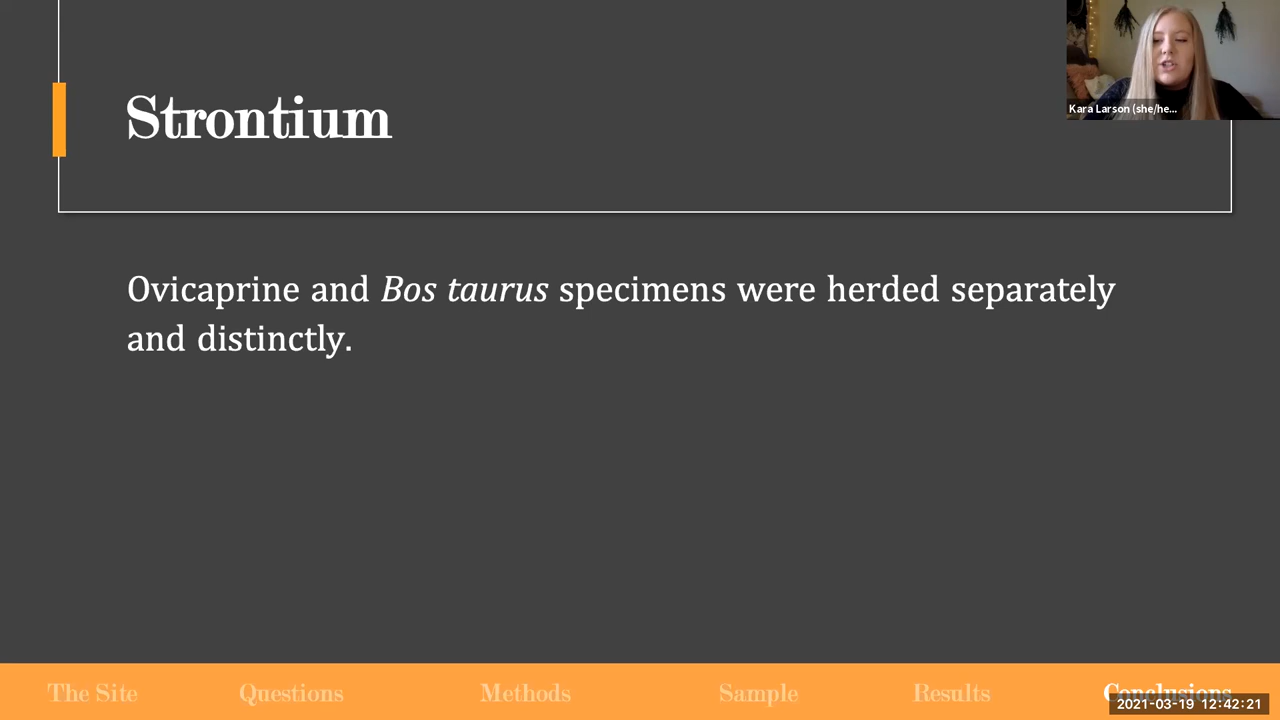 Strontium
Kara Larson (she/he...
Ovicaprine and Bos taurus specimens were herded separately
and distinctly.
The Site Questions Methods Sample Results Conclusions
2021-03-19 12:42:21